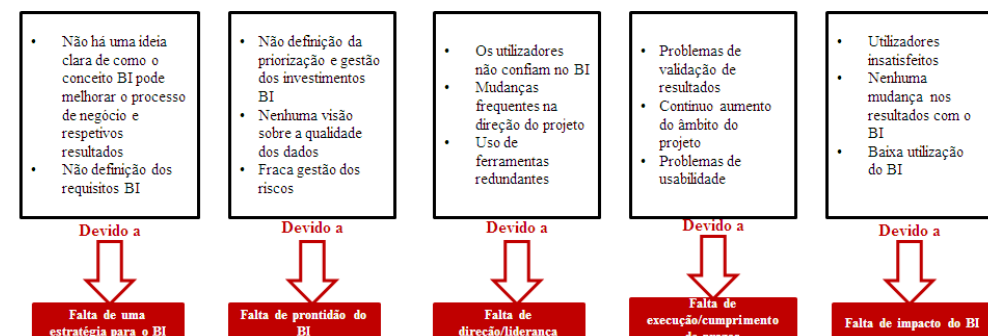 • Não há uma ideia
clara de como o
conceito BI pode
melhorar o processo
de negócio e
respetivos
resultados
• Não definição dos
requisitos BI
Devido a
Falta de uma
estratégia para o BI
• Não definição da
priorização e gestão
dos investimentos
BI
• Nenhuma visão
sobre a qualidade
dos dados
• Fraca gestão dos
riscos
Devido a
Falta de prontidão do
BI
• Os utilizadores
não confiam no BI
• Mudanças
frequentes na
direção do projeto
• Uso de
ferramentas
redundantes
Devido a
Falta de
direção/liderança
• Problemas de
validação de
resultados
• Contínuo aumento
do âmbito do
projeto
• Problemas de
usabilidade
Devido a
Falta de
execução/cumprimento
• Utilizadores
insatisfeitos
• Nenhuma
mudança nos
resultados com o
BI
• Baixa utilização
do BI
Devido a
Falta de impacto do BI